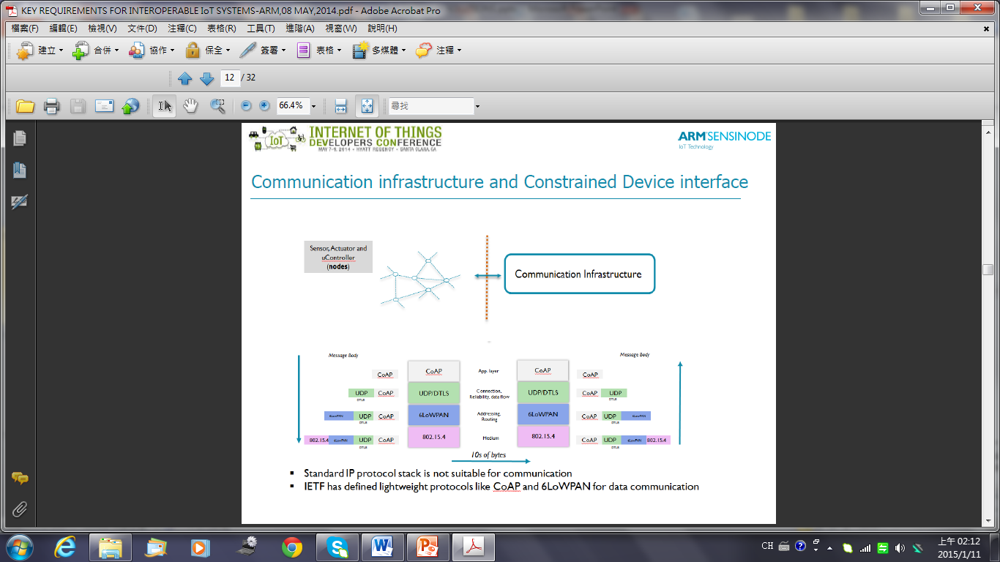 KEY REQUIREMENTS FOR INTEROPERABLE IoT SYSTEMS-ARM,08 MAY,2014.pdf - Adobe Acrobat Pro
檔案(F) 編輯(E) 檢視(V) 文件(D) 注釋(C) 表格(R) 工具(T) 進階(A) 視窗(W) 說明(H)
建立 合併 協作 保全 簽署 表格 多媒體 注釋
12 / 32
66.4% 尋找
IoT
INTERNET OF THINGS
DEVELOPERS CONFERENCE
MAY 7-8, 2014 • HYATT REGENCY • SANTA CLARA, CA
ARMSENSINODE
IoT Technology
Communication infrastructure and Constrained Device interface
Sensor, Actuator and
uController
(nodes)
Communication Infrastructure
Message Body Message Body
CoAP CoAP App. layer CoAP CoAP
UDP CoAP UDP/DTLS Connection, Reliability, data flow UDP/DTLS CoAP UDP
DTLS DTLS
6LoWPAN UDP CoAP 6LoWPAN Addressing, Routing 6LoWPAN CoAP UDP 6LoWPAN
DTLS DTLS
802.15.4 6LoWPAN UDP CoAP 802.15.4 Medium 802.15.4 CoAP UDP 6LoWPAN 802.15.4
DTLS DTLS
10s of bytes
▪ Standard IP protocol stack is not suitable for communication
▪ IETF has defined lightweight protocols like CoAP and 6LoWPAN for data communication
CH
上午 02:12
2015/1/11